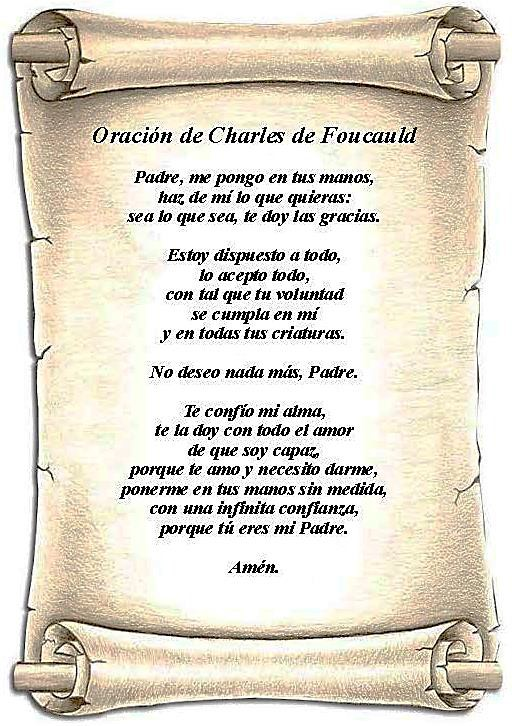 Oración de Charles de Foucauld
Padre, me pongo en tus manos,
haz de mí lo que quieras:
sea lo que sea, te doy las gracias.
Estoy dispuesto a todo,
lo acepto todo,
con tal que tu voluntad
se cumpla en mí
y en todas tus criaturas.
No deseo nada más, Padre.
Te confío mi alma,
te la doy con todo el amor
de que soy capaz,
porque te amo y necesito darme,
ponerme en tus manos sin medida,
con una infinita confianza,
porque tú eres mi Padre.
Amén.